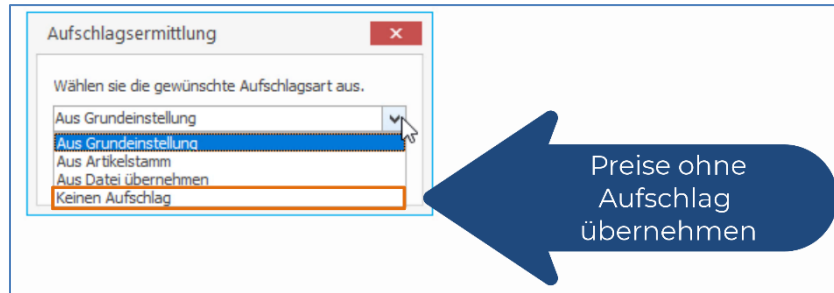 Aufschlagsermittlung
Wählen sie die gewünschte Aufschlagsart aus.
Aus Grundeinstellung
Aus Grundeinstellung
Aus Artikelstamm
Aus Datei übernehmen
Keinen Aufschlag
Preise ohne
Aufschlag
übernehmen